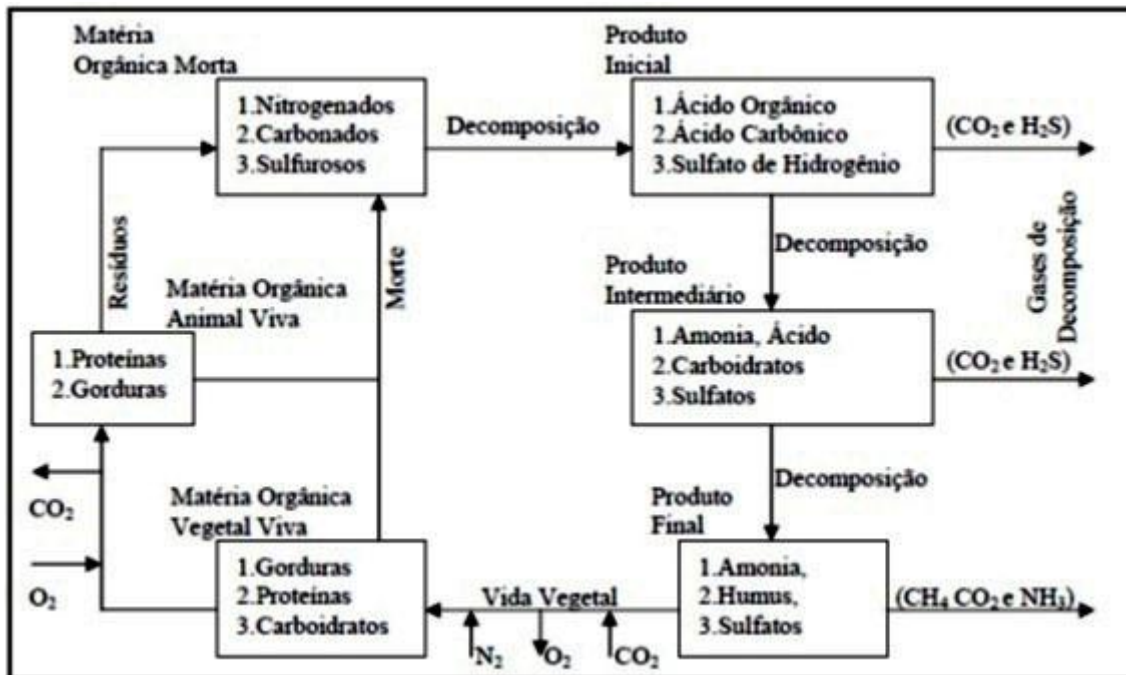 Matéria
Orgânica Morta
1.Nitrogenados
2.Carbonados
3.Sulfurosos
Decomposição
Produto
Inicial
1.Ácido Orgânico
2.Ácido Carbônico
3.Sulfato de Hidrogênio
(CO₂ e H₂S)
Resíduos
Morte
Decomposição
Gases de
Decomposição
Matéria Orgânica
Animal Viva
1.Proteínas
2.Gorduras
Produto
Intermediário
1.Amonia, Ácido
2.Carboidratos
3.Sulfatos
(CO₂ e H₂S)
Decomposição
CO₂
O₂
Matéria Orgânica
Vegetal Viva
1.Gorduras
2.Proteínas
3.Carboidratos
Vida Vegetal
N₂
O₂
CO₂
Produto
Final
1.Amonia,
2.Humus,
3.Sulfatos
(CH₄ CO₂ e NH₃)